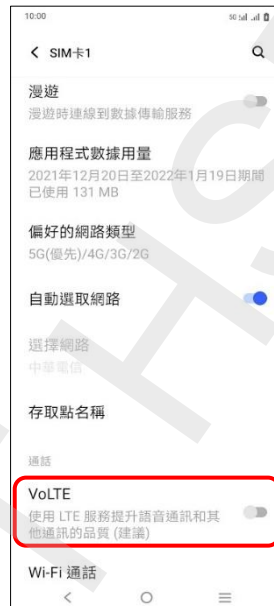 10:00
SIM卡1
漫遊
漫遊時連線到數據傳輸服務
應用程式數據用量
2021年12月20日至2022年1月19日期間
已使用 131 MB
偏好的網路類型
5G(優先)/4G/3G/2G
自動選取網路
選擇網路
中華電信
存取點名稱
通話
VoLTE
使用 LTE 服務提升語音通訊和其
他通訊的品質 (建議)
Wi-Fi 通話